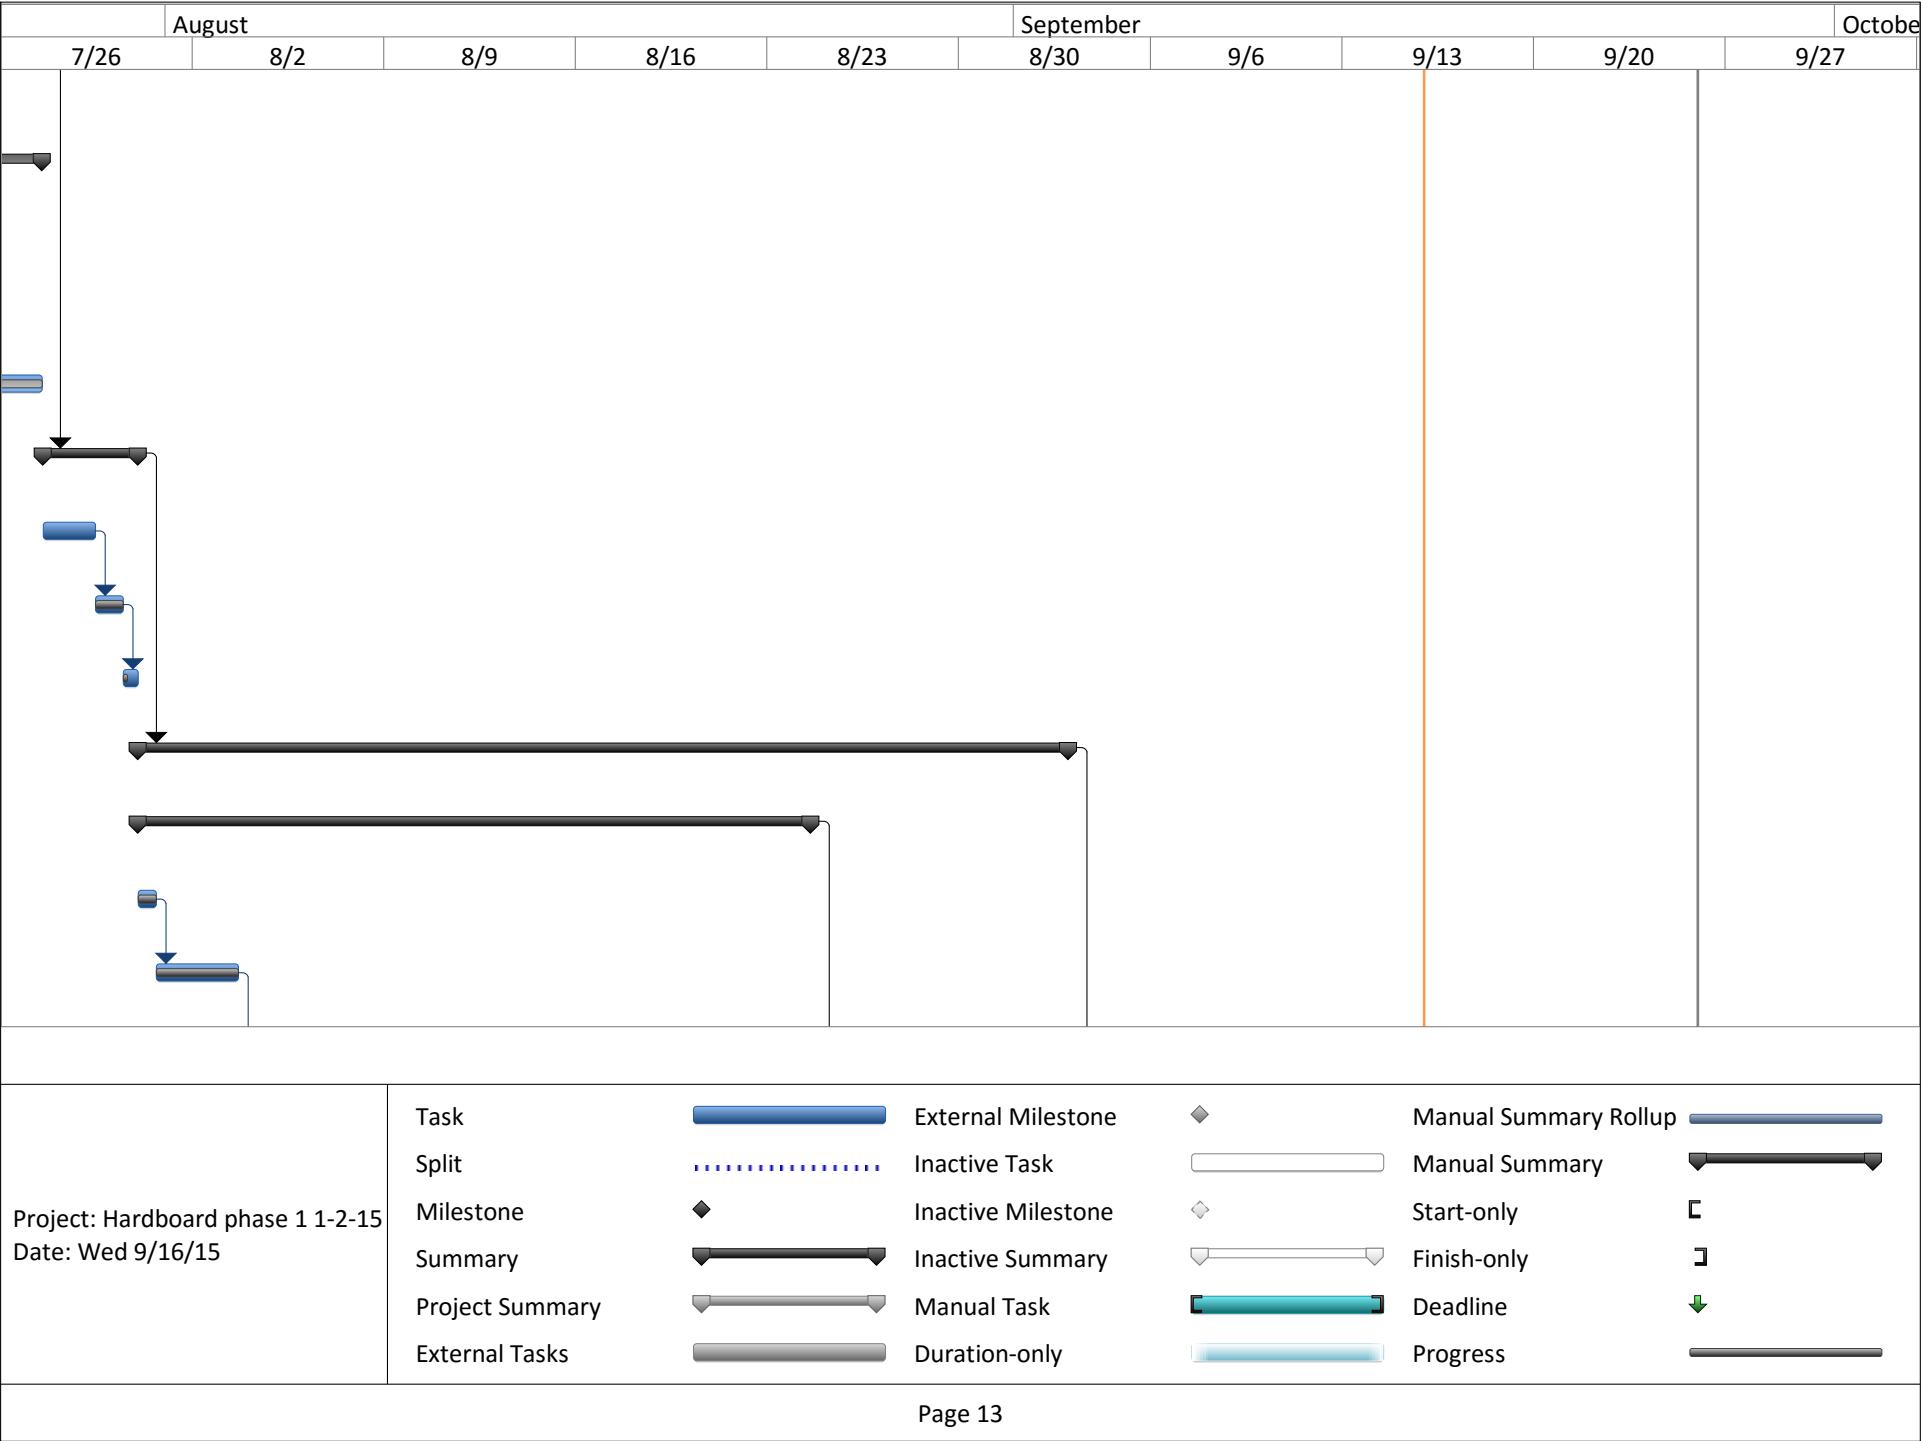 August September Octobe
7/26 8/2 8/9 8/16 8/23 8/30 9/6 9/13 9/20 9/27
Project: Hardboard phase 1 1-2-15
Date: Wed 9/16/15
Task
Split
Milestone
Summary
Project Summary
External Tasks
External Milestone
Inactive Task
Inactive Milestone
Inactive Summary
Manual Task
Duration-only
Manual Summary Rollup
Manual Summary
Start-only
Finish-only
Deadline
Progress
Page 13